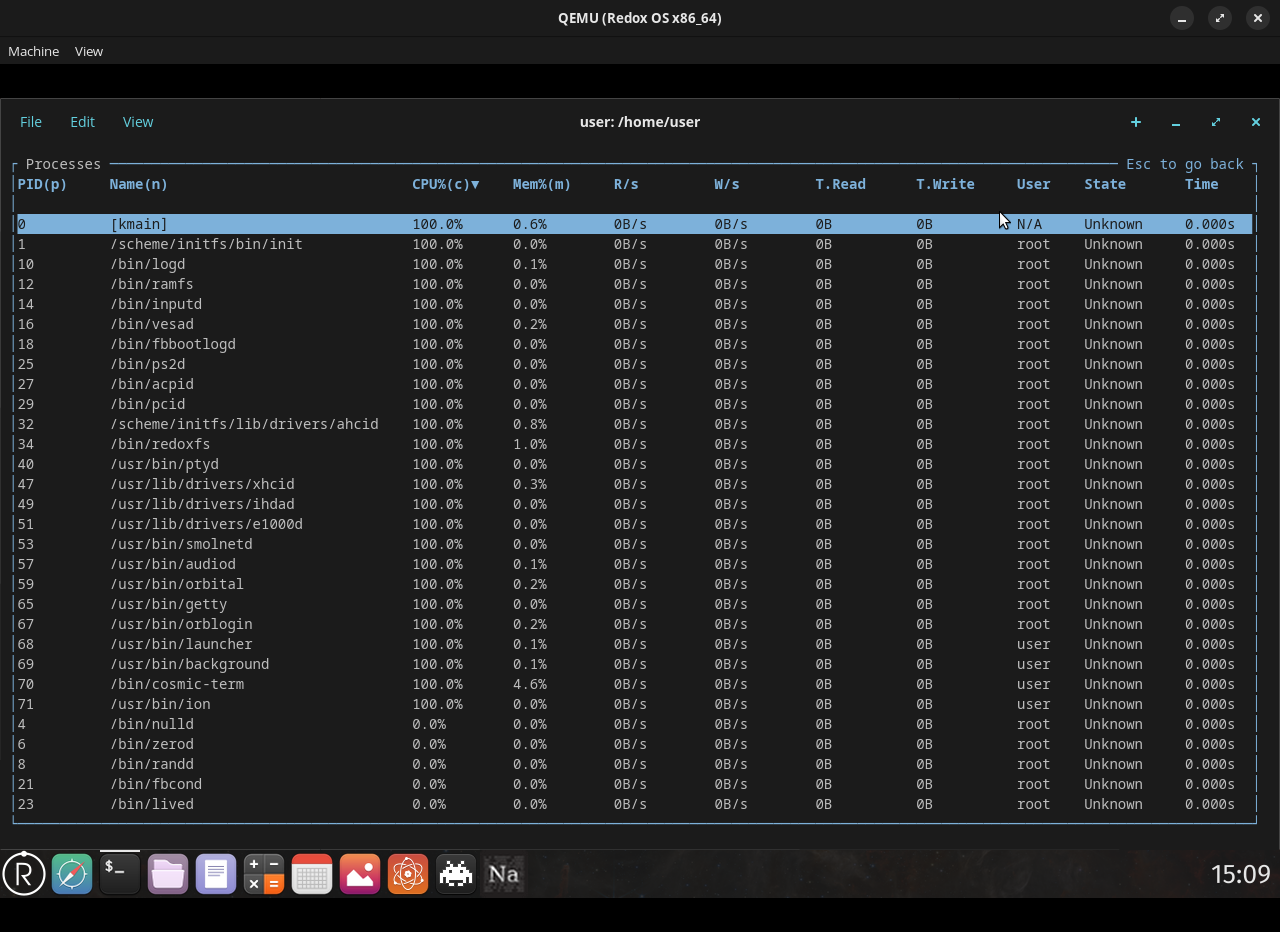 QEMU (Redox OS x86_64)
Machine View
File Edit View user: /home/user
Processes Esc to go back
PID(p) Name(n) CPU%(c)▼ Mem%(m) R/s W/s T.Read T.Write User State Time
0 [kmain] 100.0% 0.6% 0B/s 0B/s 0B 0B N/A Unknown 0.000s
1 /scheme/initfs/bin/init 100.0% 0.0% 0B/s 0B/s 0B 0B root Unknown 0.000s
10 /bin/logd 100.0% 0.1% 0B/s 0B/s 0B 0B root Unknown 0.000s
12 /bin/ramfs 100.0% 0.0% 0B/s 0B/s 0B 0B root Unknown 0.000s
14 /bin/inputd 100.0% 0.0% 0B/s 0B/s 0B 0B root Unknown 0.000s
16 /bin/vesad 100.0% 0.2% 0B/s 0B/s 0B 0B root Unknown 0.000s
18 /bin/fbbootlogd 100.0% 0.0% 0B/s 0B/s 0B 0B root Unknown 0.000s
25 /bin/ps2d 100.0% 0.0% 0B/s 0B/s 0B 0B root Unknown 0.000s
27 /bin/acpid 100.0% 0.0% 0B/s 0B/s 0B 0B root Unknown 0.000s
29 /bin/pcid 100.0% 0.0% 0B/s 0B/s 0B 0B root Unknown 0.000s
32 /scheme/initfs/lib/drivers/ahcid 100.0% 0.8% 0B/s 0B/s 0B 0B root Unknown 0.000s
34 /bin/redoxfs 100.0% 1.0% 0B/s 0B/s 0B 0B root Unknown 0.000s
40 /usr/bin/ptyd 100.0% 0.0% 0B/s 0B/s 0B 0B root Unknown 0.000s
47 /usr/lib/drivers/xhcid 100.0% 0.3% 0B/s 0B/s 0B 0B root Unknown 0.000s
49 /usr/lib/drivers/ihdad 100.0% 0.0% 0B/s 0B/s 0B 0B root Unknown 0.000s
51 /usr/lib/drivers/e1000d 100.0% 0.0% 0B/s 0B/s 0B 0B root Unknown 0.000s
53 /usr/bin/smolnetd 100.0% 0.0% 0B/s 0B/s 0B 0B root Unknown 0.000s
57 /usr/bin/audiod 100.0% 0.1% 0B/s 0B/s 0B 0B root Unknown 0.000s
59 /usr/bin/orbital 100.0% 0.2% 0B/s 0B/s 0B 0B root Unknown 0.000s
65 /usr/bin/getty 100.0% 0.0% 0B/s 0B/s 0B 0B root Unknown 0.000s
67 /usr/bin/orblogin 100.0% 0.2% 0B/s 0B/s 0B 0B root Unknown 0.000s
68 /usr/bin/launcher 100.0% 0.1% 0B/s 0B/s 0B 0B user Unknown 0.000s
69 /usr/bin/background 100.0% 0.1% 0B/s 0B/s 0B 0B user Unknown 0.000s
70 /bin/cosmic-term 100.0% 4.6% 0B/s 0B/s 0B 0B user Unknown 0.000s
71 /usr/bin/ion 100.0% 0.0% 0B/s 0B/s 0B 0B user Unknown 0.000s
4 /bin/nulld 0.0% 0.0% 0B/s 0B/s 0B 0B root Unknown 0.000s
6 /bin/zerod 0.0% 0.0% 0B/s 0B/s 0B 0B root Unknown 0.000s
8 /bin/randd 0.0% 0.0% 0B/s 0B/s 0B 0B root Unknown 0.000s
21 /bin/fbcond 0.0% 0.0% 0B/s 0B/s 0B 0B root Unknown 0.000s
23 /bin/lived 0.0% 0.0% 0B/s 0B/s 0B 0B root Unknown 0.000s
R $_ Na 15:09